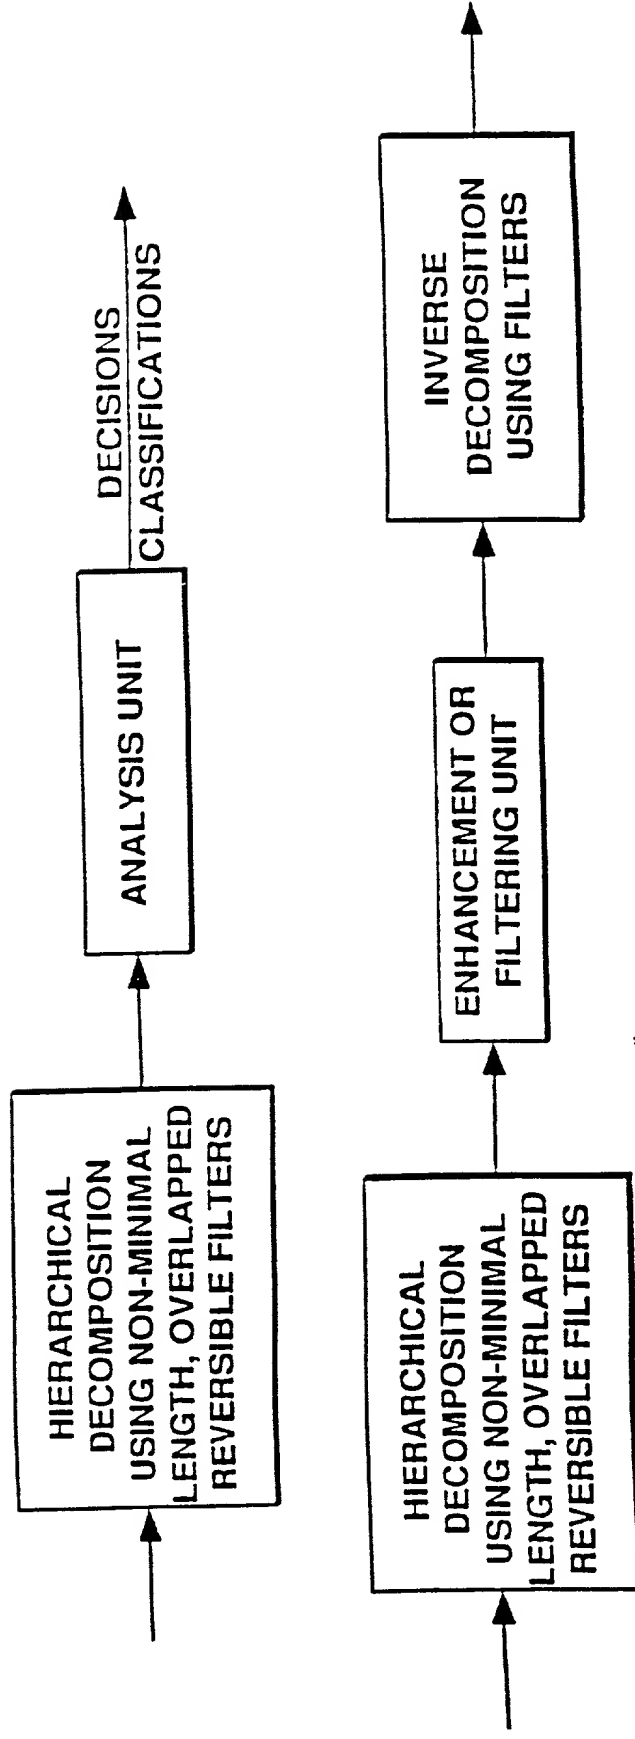 HIERARCHICAL
DECOMPOSITION
USING NON-MINIMAL
LENGTH, OVERLAPPED
REVERSIBLE FILTERS
ANALYSIS UNIT
DECISIONS
CLASSIFICATIONS
HIERARCHICAL
DECOMPOSITION
USING NON-MINIMAL
LENGTH, OVERLAPPED
REVERSIBLE FILTERS
ENHANCEMENT OR
FILTERING UNIT
INVERSE
DECOMPOSITION
USING FILTERS